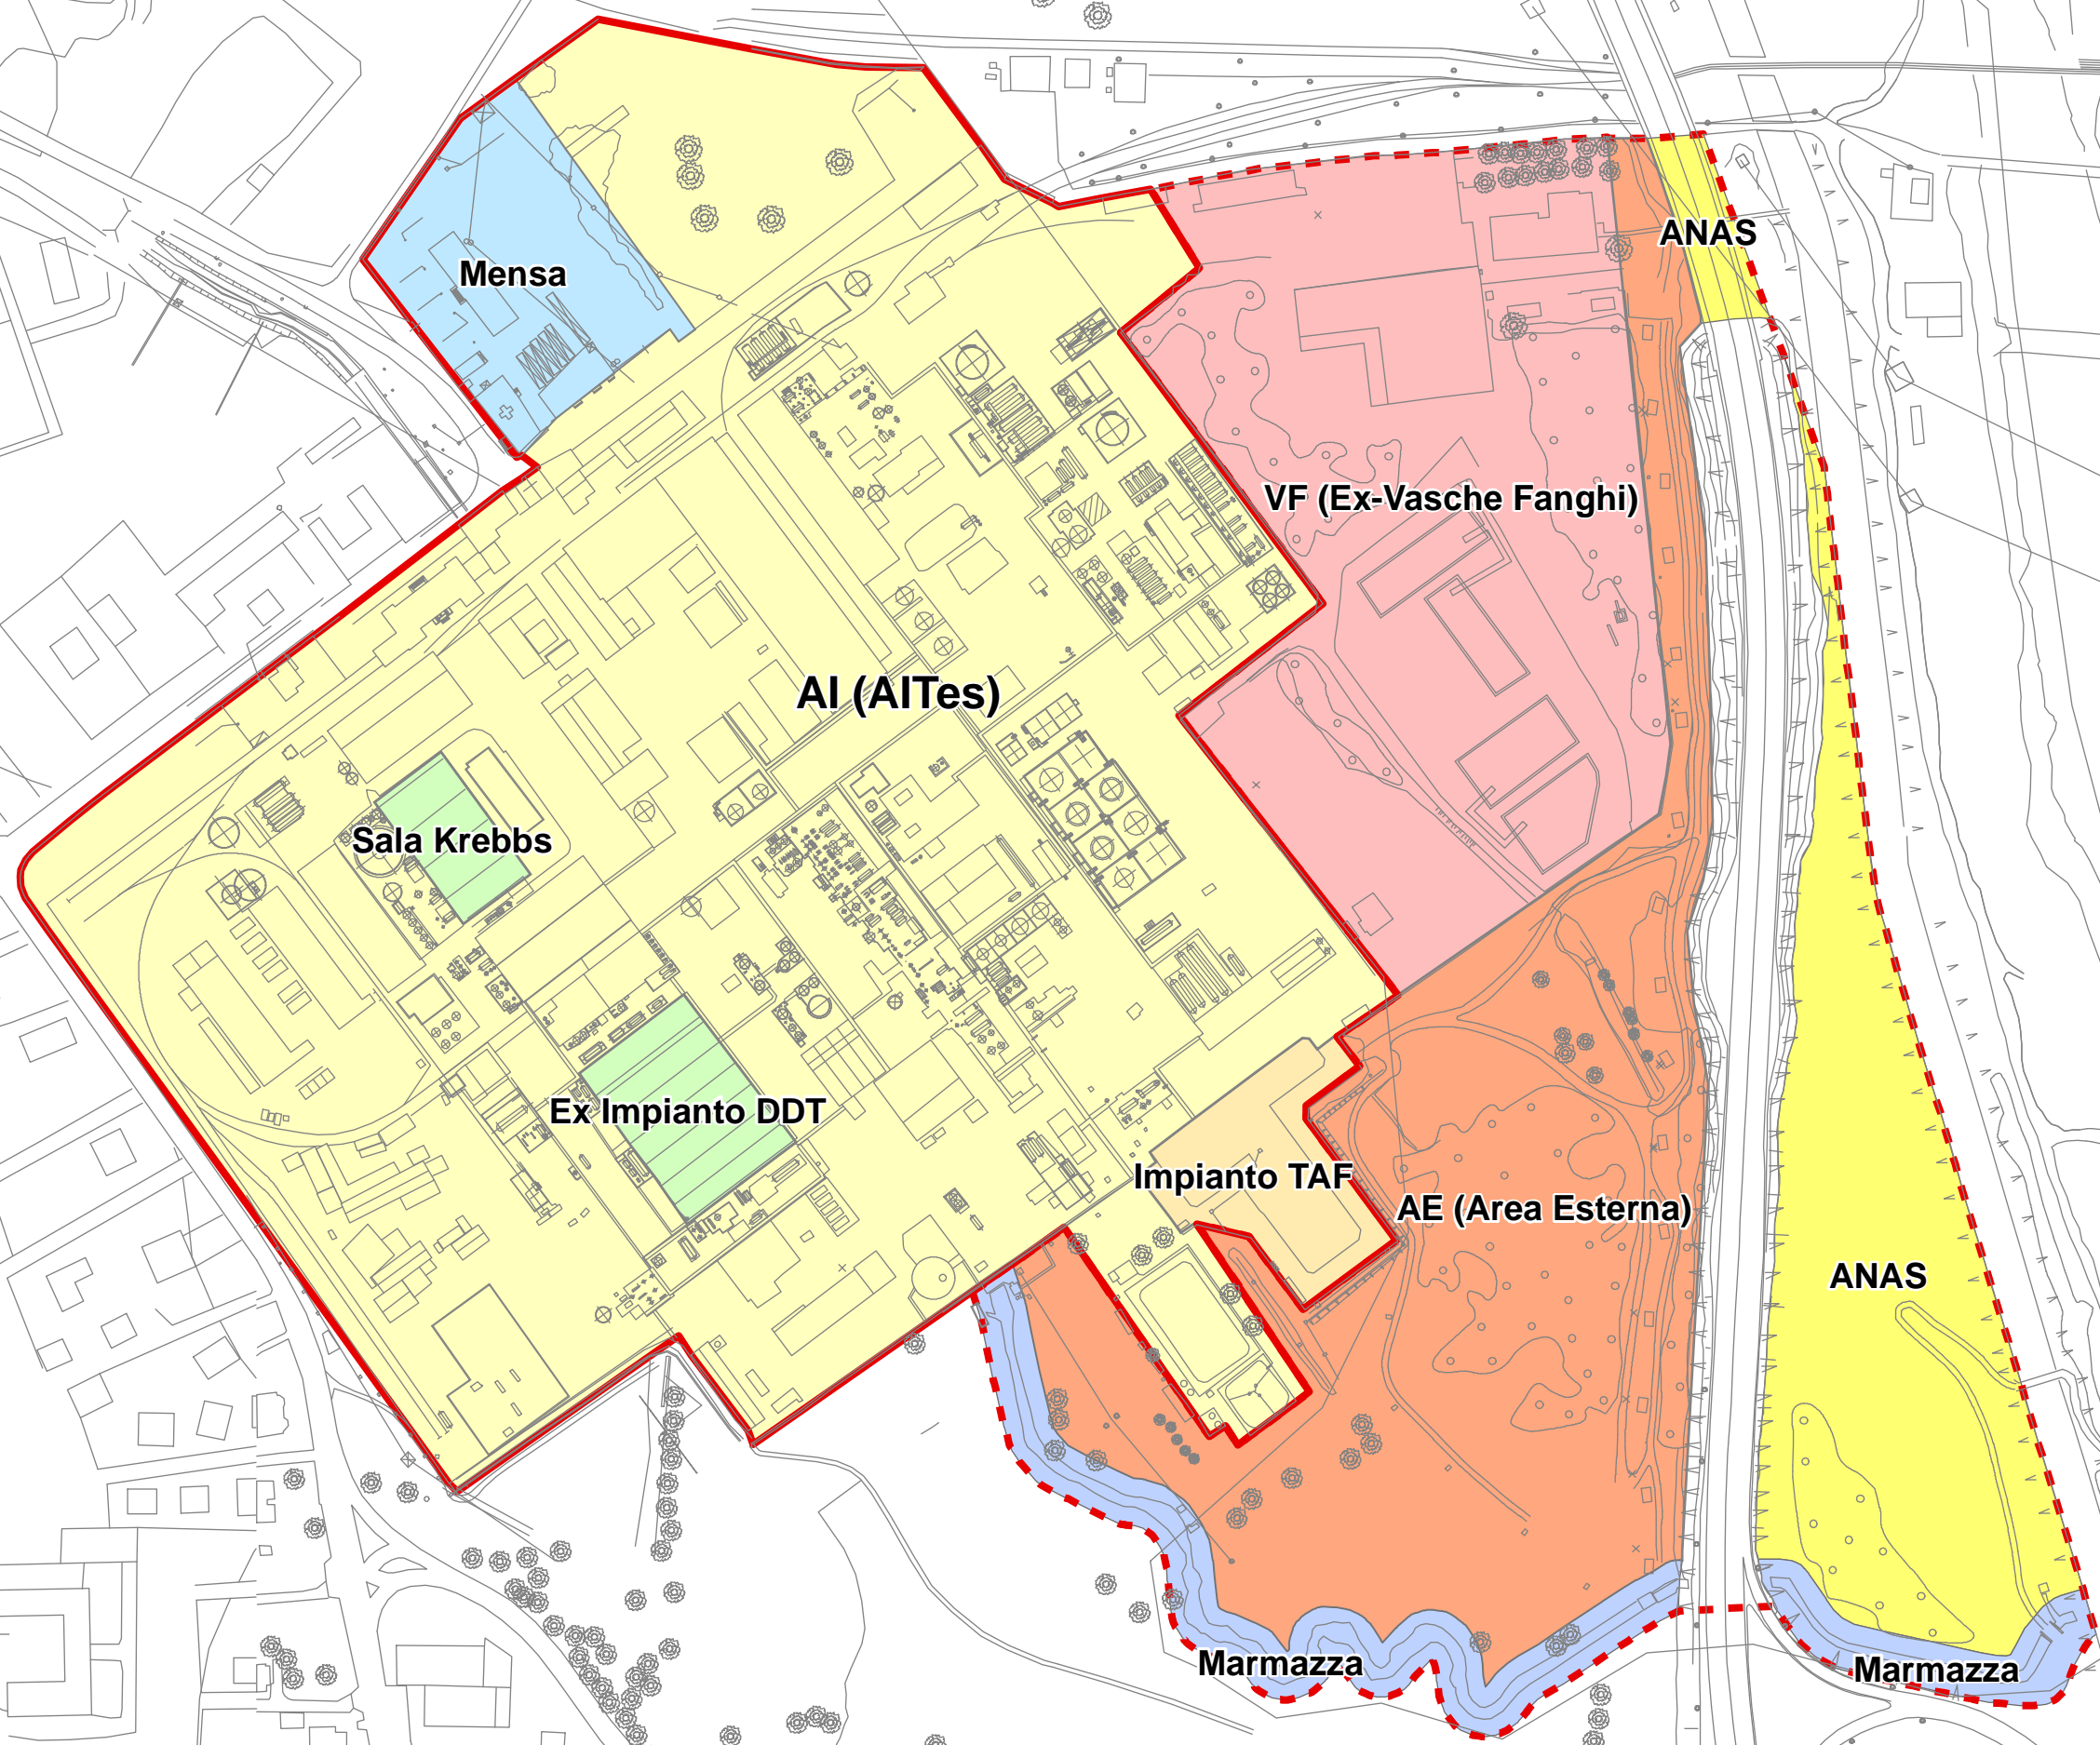 ANAS
Mensa
VF (Ex-Vasche Fanghi)
AI (AITes)
Sala Krebbs
Ex Impianto DDT
Impianto TAF
AE (Area Esterna)
ANAS
Marmazza
Marmazza